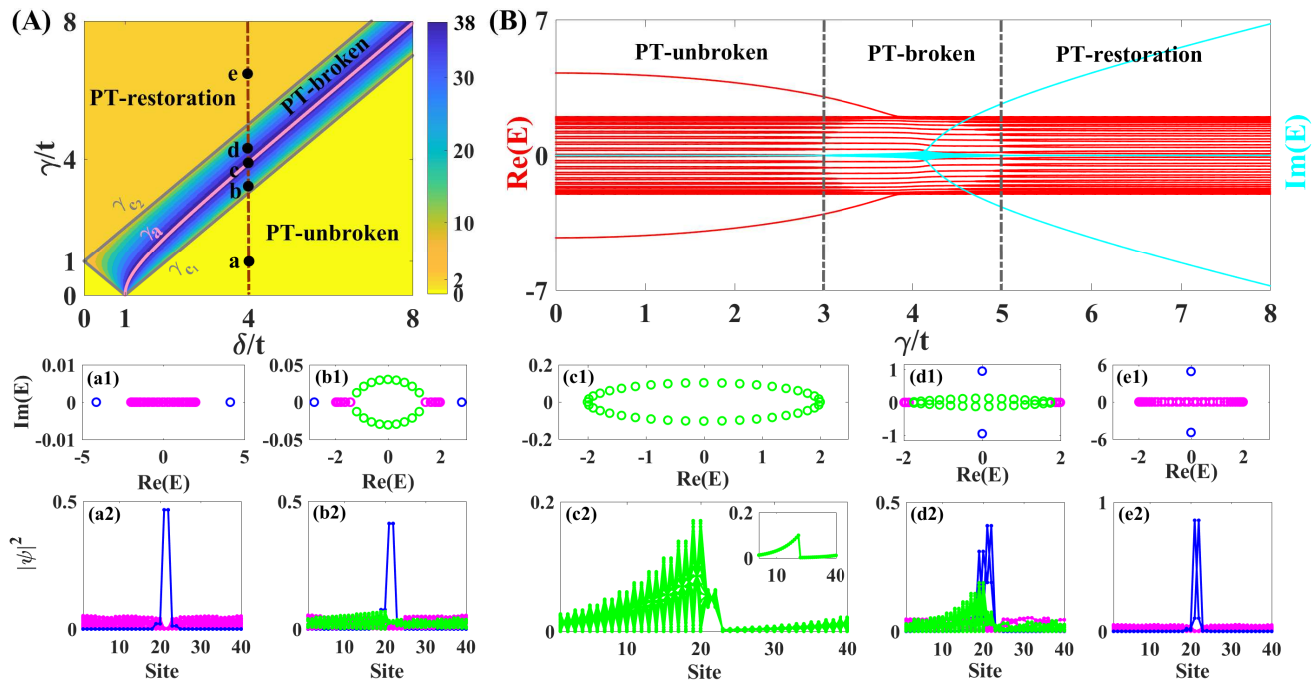 (A)
8
γ/t
4
1
0
0
1
4
8
δ/t
PT-restoration
PT-broken
PT-unbroken
γc2
γa
γc1
e
d
c
b
a
38
30
20
10
2
0
(B)
7
0
-7
Re(E)
Im(E)
PT-unbroken
PT-broken
PT-restoration
0 1 2 3 4 5 6 7 8
γ/t
(a1)
0.01
0
-0.01
Im(E)
-5 0 5
Re(E)
(b1)
0.05
0
-0.05
-2 0 2
Re(E)
(c1)
0.2
0
-0.2
-2 -1 0 1 2
Re(E)
(d1)
1
0
-1
-2 0 2
Re(E)
(e1)
6
0
-6
-2 0 2
Re(E)
(a2)
0.5
0
|ψ|²
10 20 30 40
Site
(b2)
0.5
0
10 20 30 40
Site
(c2)
0.2
0
10 20 30 40
Site
0.2
0
10 40
(d2)
0.5
0
10 20 30 40
Site
(e2)
1
0
10 20 30 40
Site